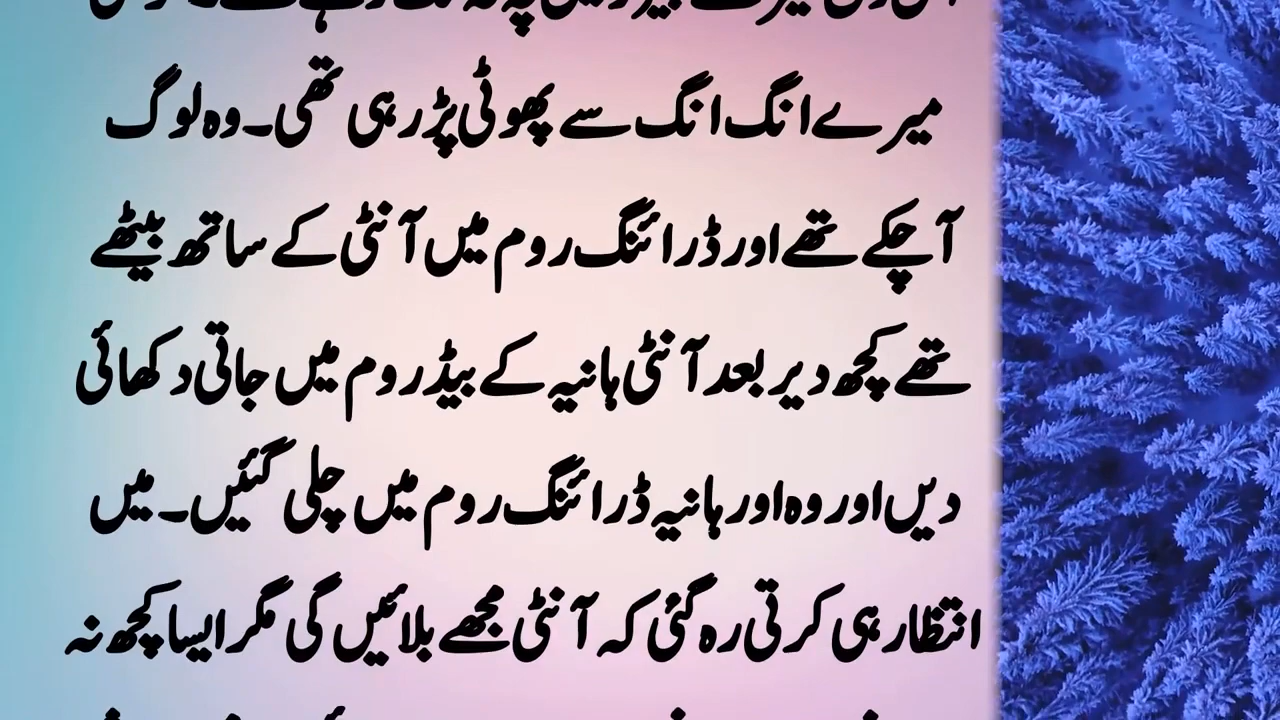 میرے انگ انگ سے پھوٹی پڑ رہی تھی۔ وہ لوگ
آ چکے تھے اور ڈرائنگ روم میں آنٹی کے ساتھ بیٹھے
تھے کچھ دیر بعد آنٹی ہانیہ کے بیڈ روم میں جاتی دکھائی
دیں اور وہ اور ہانیہ ڈرائنگ روم میں چلی گئیں۔ میں
انتظار ہی کرتی رہ گئی کہ آنٹی مجھے بلائیں گی مگر ایسا کچھ نہ